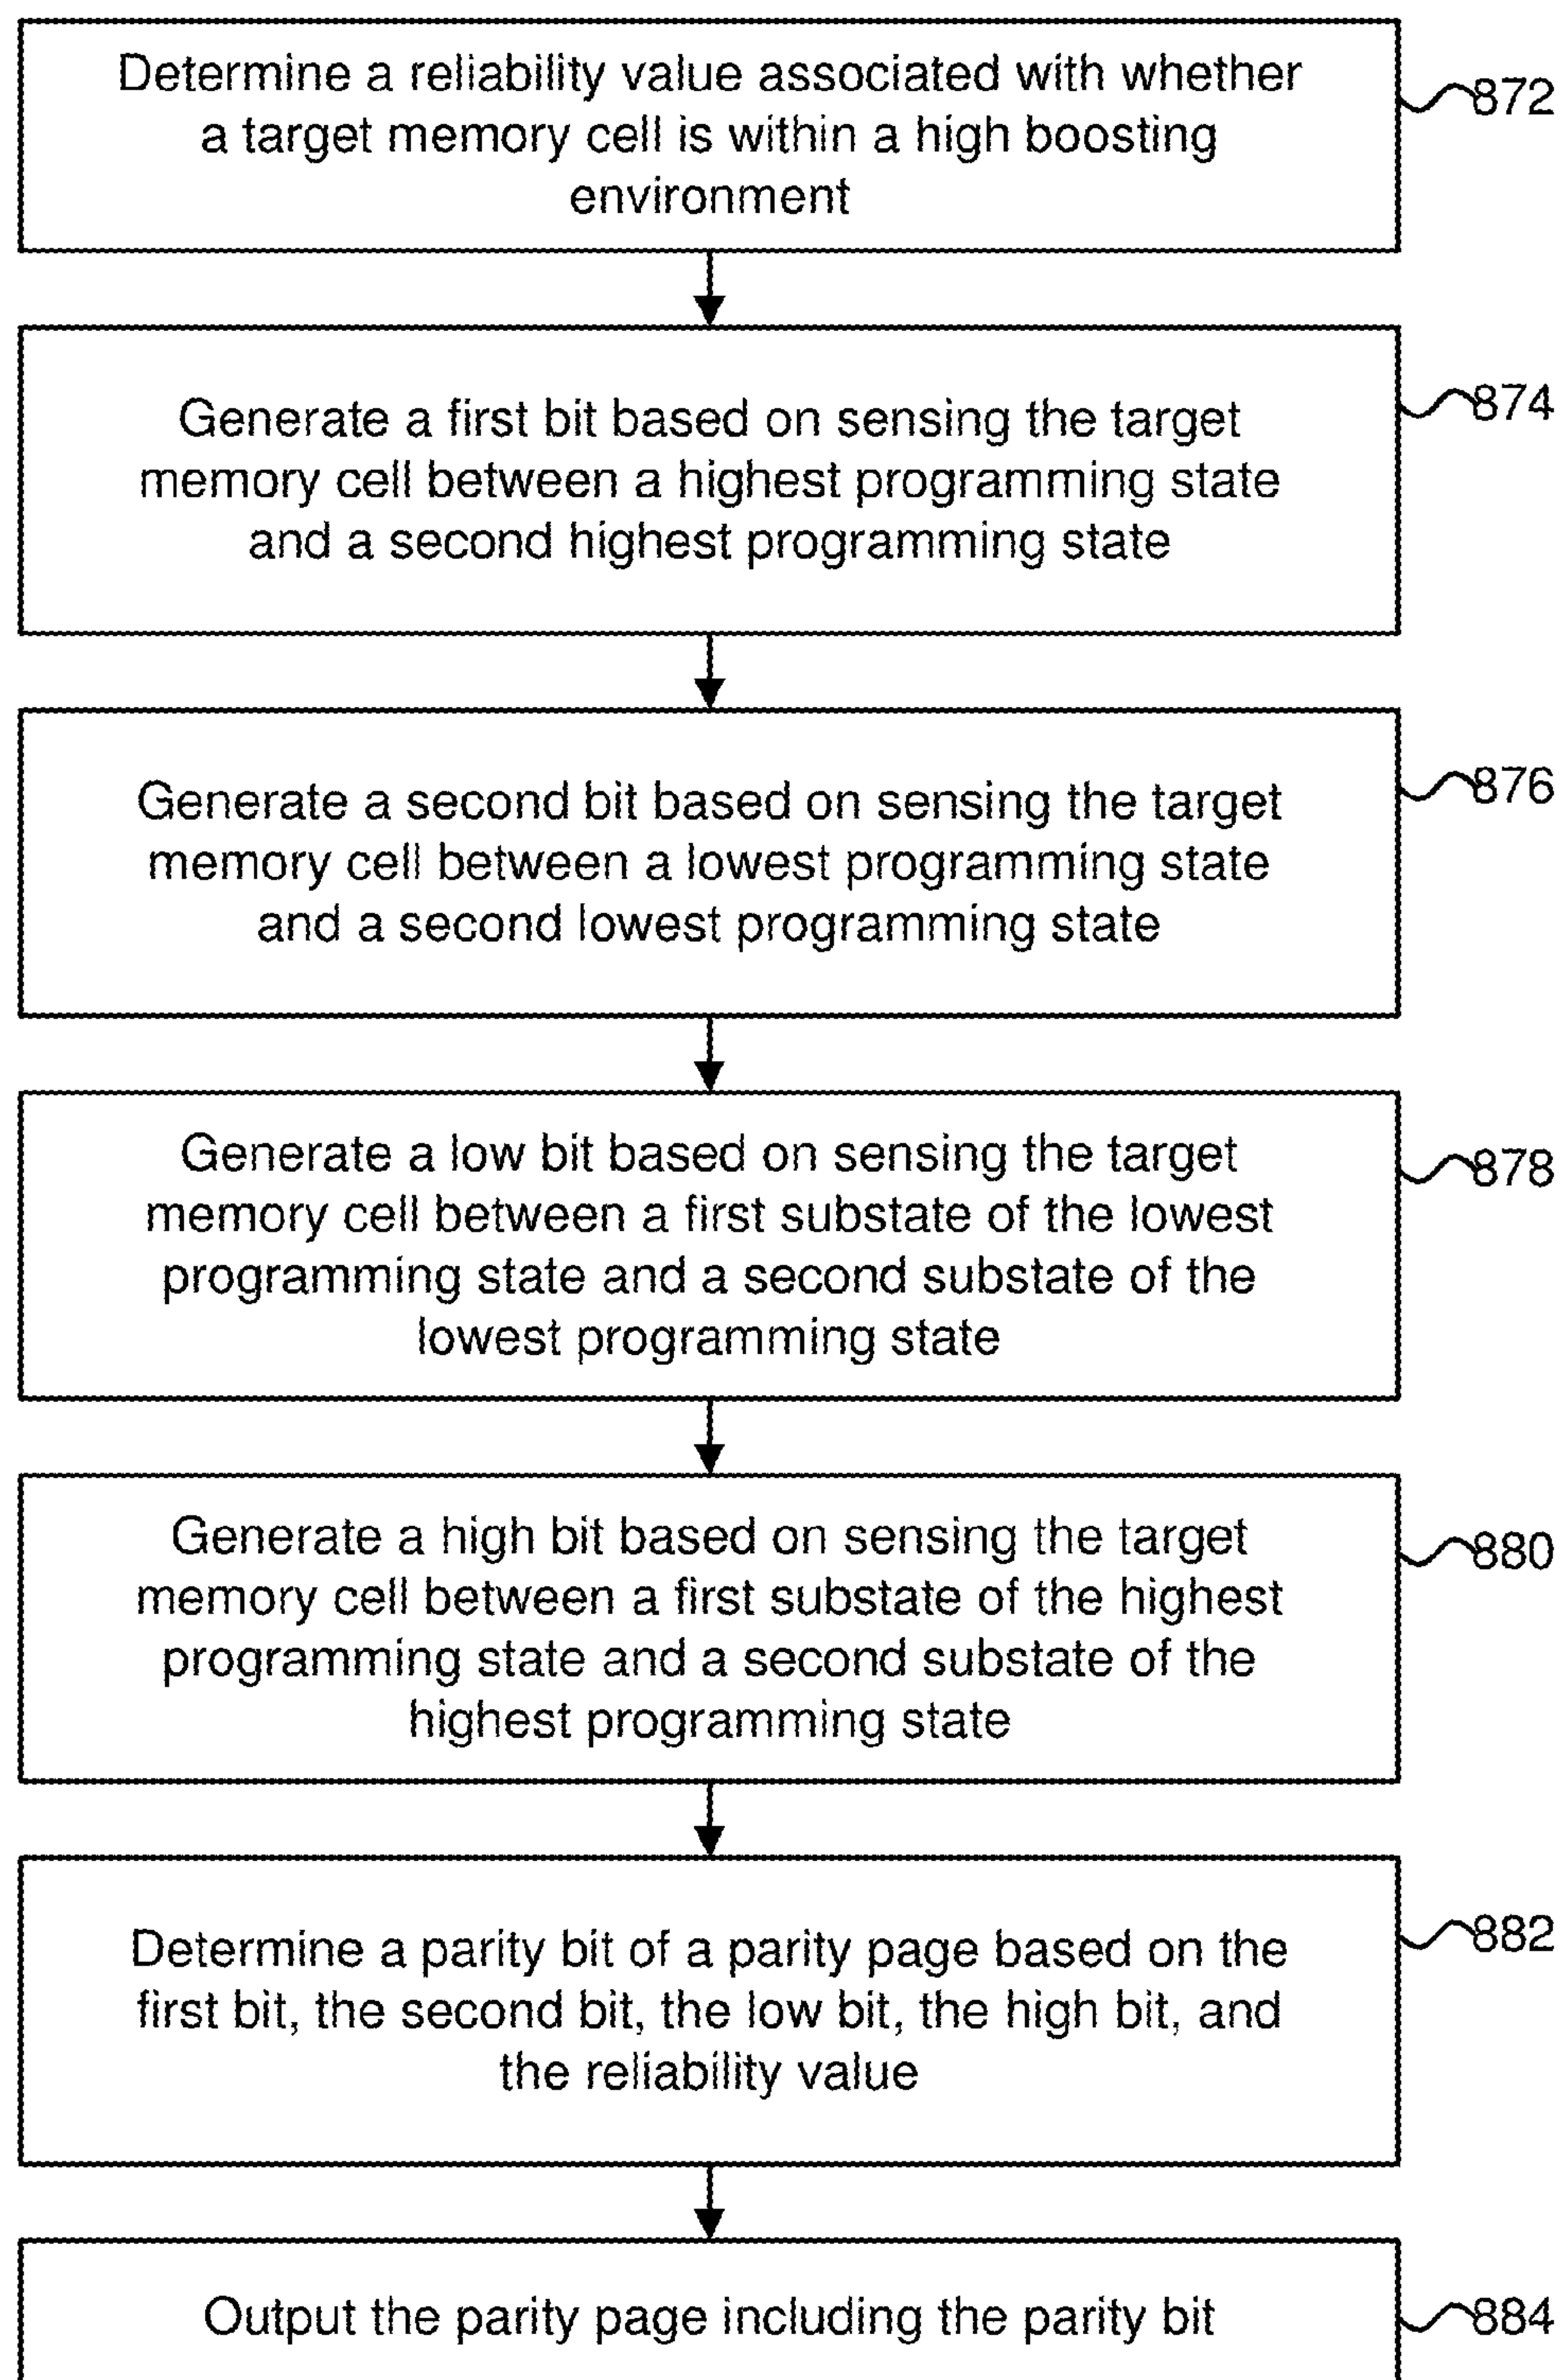 Determine a reliability value associated with whether
a target memory cell is within a high boosting
environment
872
Generate a first bit based on sensing the target
memory cell between a highest programming state
and a second highest programming state
874
Generate a second bit based on sensing the target
memory cell between a lowest programming state
and a second lowest programming state
876
Generate a low bit based on sensing the target
memory cell between a first substate of the lowest
programming state and a second substate of the
lowest programming state
878
Generate a high bit based on sensing the target
memory cell between a first substate of the highest
programming state and a second substate of the
highest programming state
880
Determine a parity bit of a parity page based on the
first bit, the second bit, the low bit, the high bit, and
the reliability value
882
Output the parity page including the parity bit
884